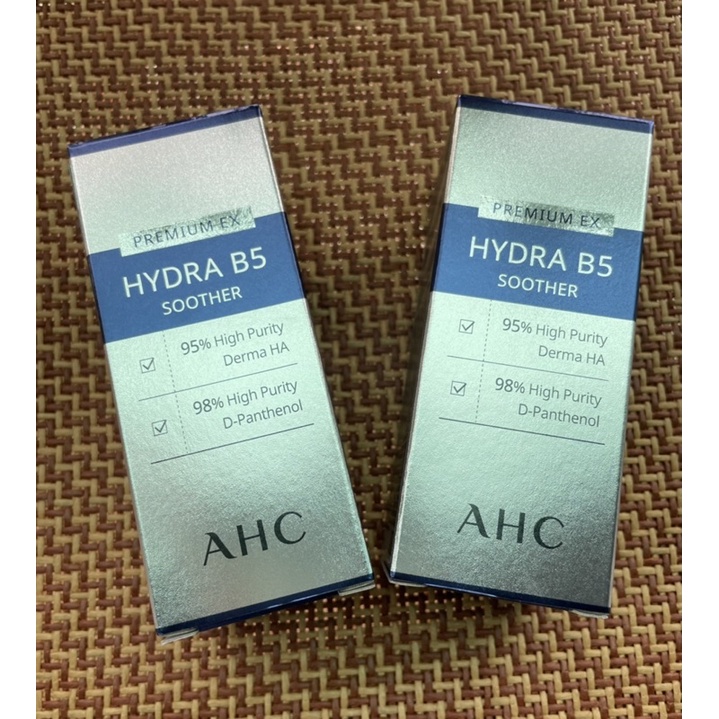 PREMIUM EX
HYDRA B5
SOOTHER
95% High Purity
Derma HA
98% High Purity
D-Panthenol
AHC
PREMIUM EX
HYDRA B5
SOOTHER
95% High Purity
Derma HA
98% High Purity
D-Panthenol
AHC